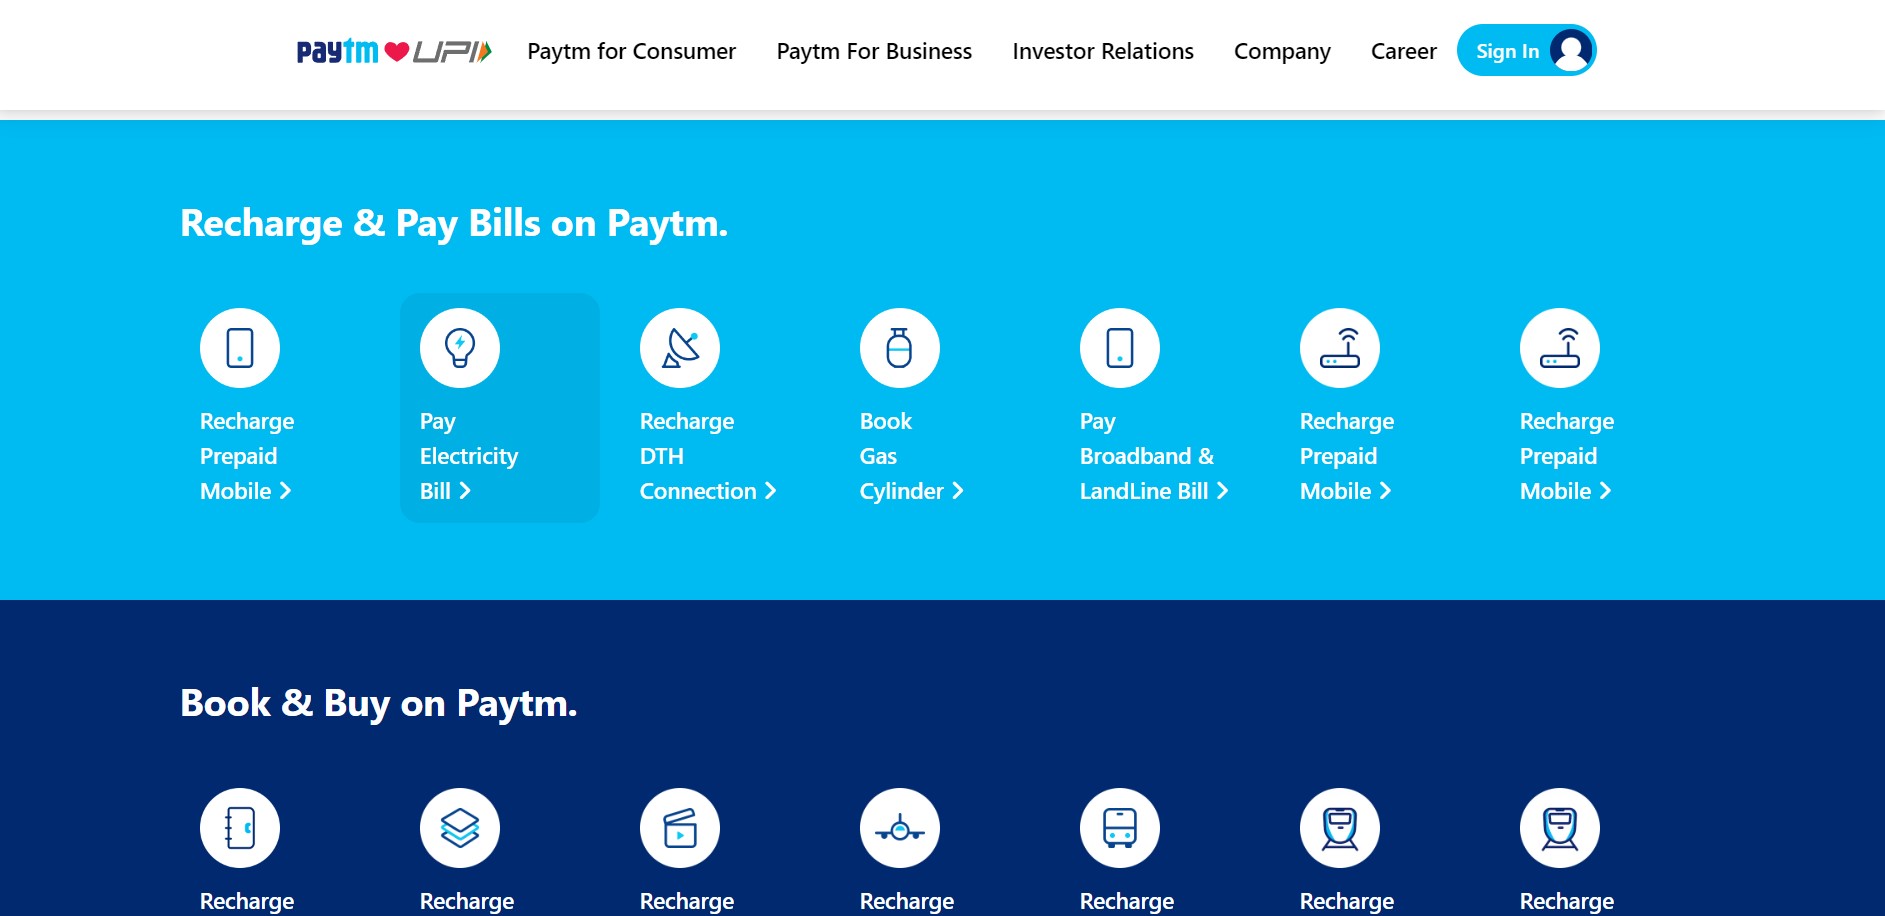 paytm UPI Paytm for Consumer Paytm For Business Investor Relations Company Career Sign In
Recharge & Pay Bills on Paytm.
Recharge
Prepaid
Mobile
Pay
Electricity
Bill
Recharge
DTH
Connection
Book
Gas
Cylinder
Pay
Broadband &
LandLine Bill
Recharge
Prepaid
Mobile
Recharge
Prepaid
Mobile
Book & Buy on Paytm.
Recharge
Recharge
Recharge
Recharge
Recharge
Recharge
Recharge